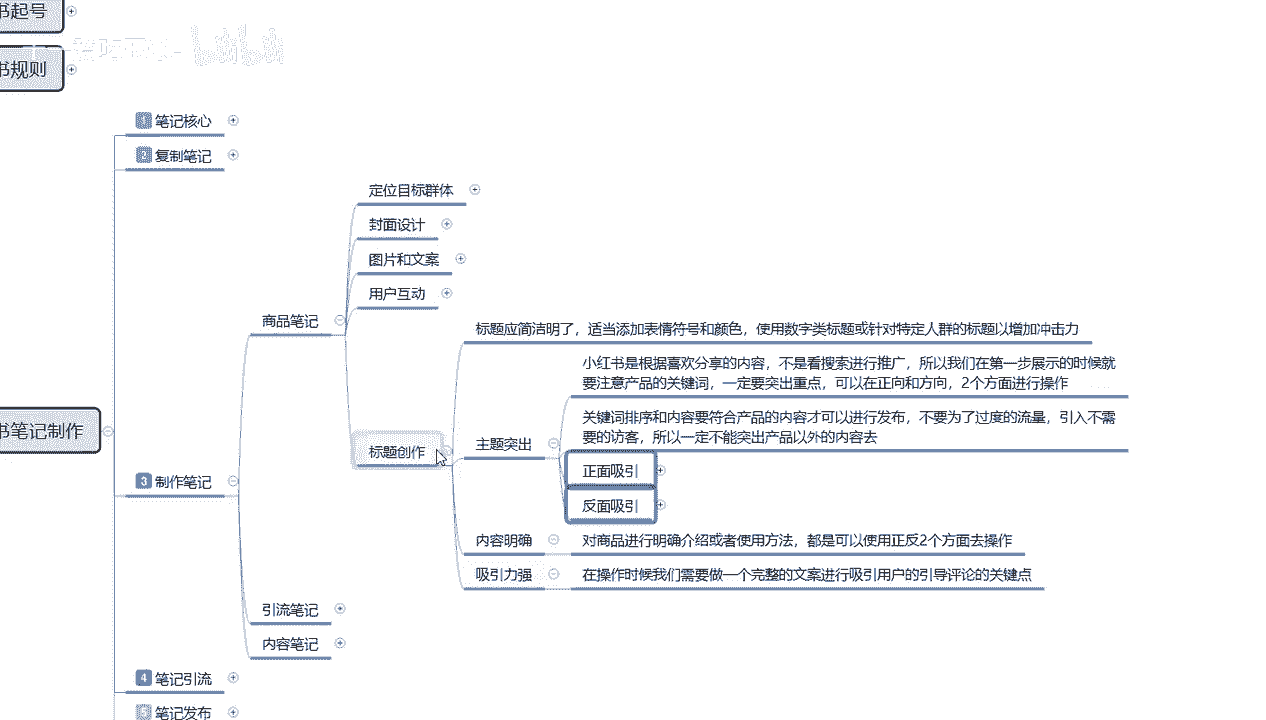 书起号
书规则
1 笔记核心
2 复制笔记
定位目标群体
封面设计
图片和文案
用户互动
商品笔记
标题应简洁明了，适当添加表情符号和颜色，使用数字类标题或针对特定人群的标题以增加冲击力
小红书是根据喜欢分享的内容，不是看搜索进行推广，所以我们在第一步展示的时候就
要注意产品的关键词，一定要突出重点，可以在正向和方向，2个方面进行操作
关键词排序和内容要符合产品的内容才可以进行发布，不要为了过度的流量，引入不需
要的访客，所以一定不能突出产品以外的内容去
书笔记制作
标题创作
主题突出
正面吸引
3 制作笔记
反面吸引
内容明确
对商品进行明确介绍或者使用方法，都是可以使用正反2个方面去操作
吸引力强
在操作时候我们需要做一个完整的文案进行吸引用户的引导评论的关键点
引流笔记
内容笔记
4 笔记引流
5 笔记发布